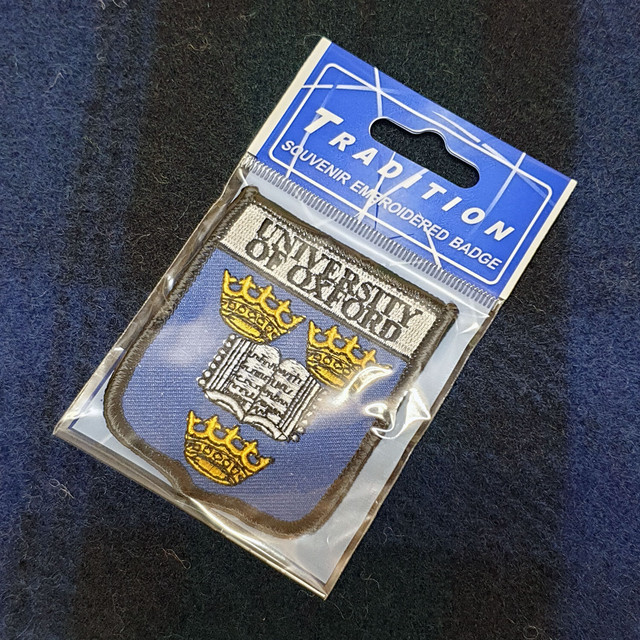 TRADITION
SOUVENIR EMBROIDERED BADGE
UNIVERSITY
OF OXFORD